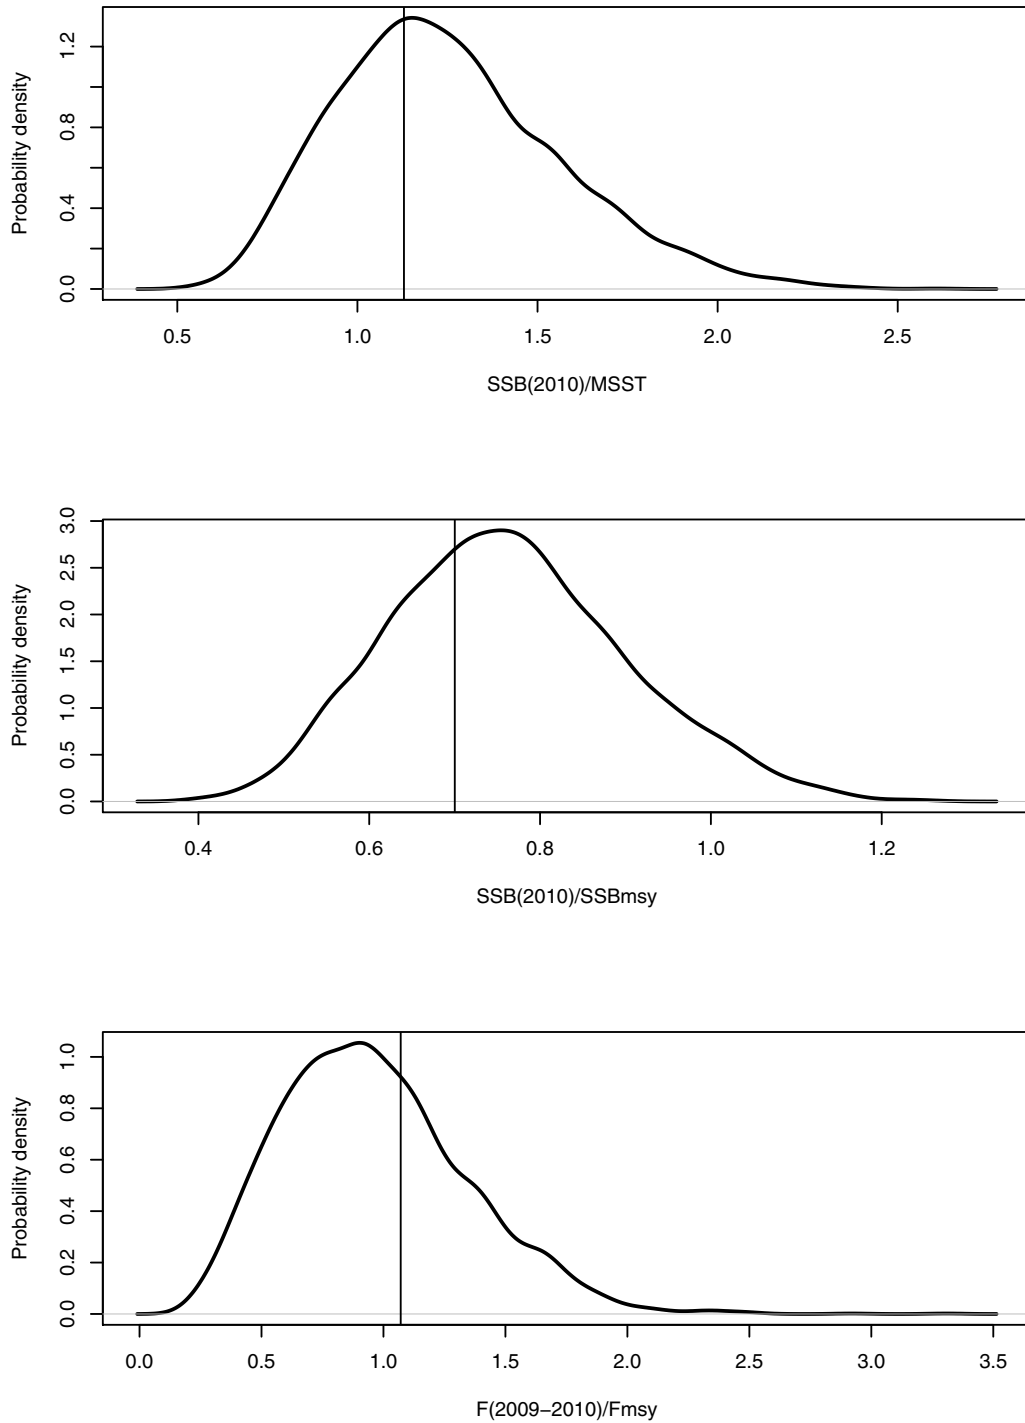 Probability density
0.0 0.4 0.8 1.2
0.5 1.0 1.5 2.0 2.5
SSB(2010)/MSST
Probability density
0.0 0.5 1.0 1.5 2.0 2.5 3.0
0.4 0.6 0.8 1.0 1.2
SSB(2010)/SSBmsy
Probability density
0.0 0.2 0.4 0.6 0.8 1.0
0.0 0.5 1.0 1.5 2.0 2.5 3.0 3.5
F(2009−2010)/Fmsy